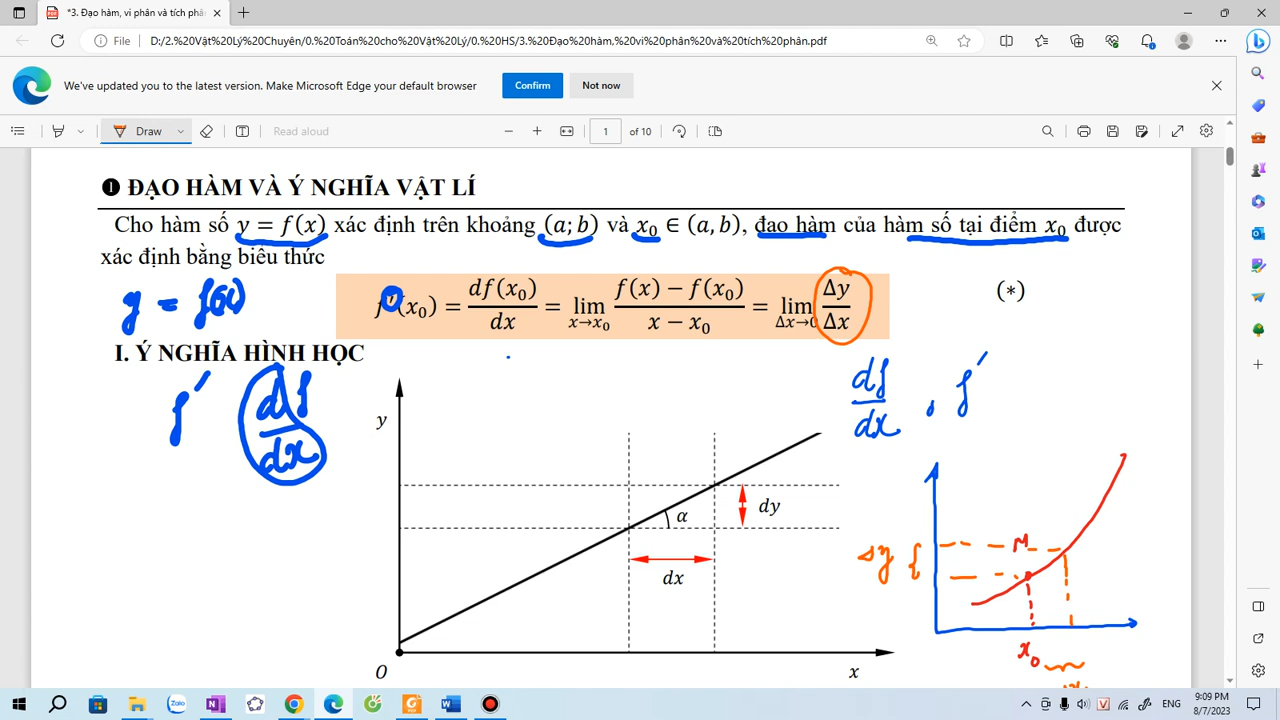 *3. Đạo hàm, vi phân và tích phân
File
D:/2.%20Vật%20Lý%20Chuyên/0.%20Toán%20cho%20Vật%20Lý/0.%20HS/3.%20Đạo%20hàm,%20vi%20phân%20và%20tích%20phân.pdf
We've updated you to the latest version. Make Microsoft Edge your default browser
Confirm
Not now
Draw
Read aloud
1 of 10
❶ ĐẠO HÀM VÀ Ý NGHĨA VẬT LÍ
Cho hàm số y = f(x) xác định trên khoảng (a; b) và x₀ ∈ (a, b), đạo hàm của hàm số tại điểm x₀ được
xác định bằng biểu thức
f'(x₀) = df(x₀)/dx = lim x→x₀ f(x) − f(x₀)/x − x₀ = lim Δx→0 Δy/Δx (*)
y = f(x)
I. Ý NGHĨA HÌNH HỌC
f' df/dx
df/dx , f'
y
α
dy
dx
O
x
Δy {
M
x₀
ENG
9:09 PM
8/7/2023